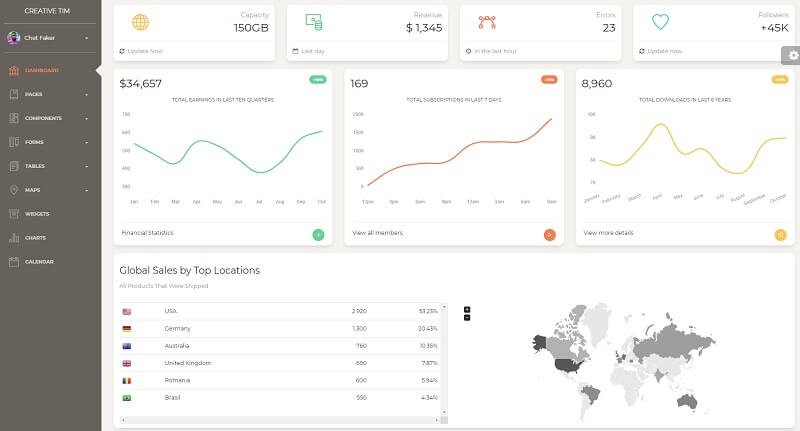 CREATIVE TIM
Chet Faker
DASHBOARD
PAGES
COMPONENTS
FORMS
TABLES
MAPS
WIDGETS
CHARTS
CALENDAR
Capacity
150GB
Update Now
Revenue
$ 1,345
Last day
Errors
23
In the last hour
Followers
+45K
Update now
$34,657
TOTAL EARNINGS IN LAST TEN QUARTERS
700
600
500
400
300
Jan Feb Mar Apr May Jun Jul Aug Sep Oct
Financial Statistics
169
TOTAL SUBSCRIPTIONS IN LAST 7 DAYS
2000
1500
1000
500
0
12pm 3pm 6pm 9pm 12am 3am 6am 9am
View all members
8,960
TOTAL DOWNLOADS IN LAST 6 YEARS
100
90
80
70
January February March April May June July August September October
View more details
Global Sales by Top Locations
All Products That Were Shipped
USA 2.920 53.23%
Germany 1.300 20.43%
Australia 760 10.35%
United Kingdom 690 7.87%
Romania 600 5.94%
Brasil 550 4.34%